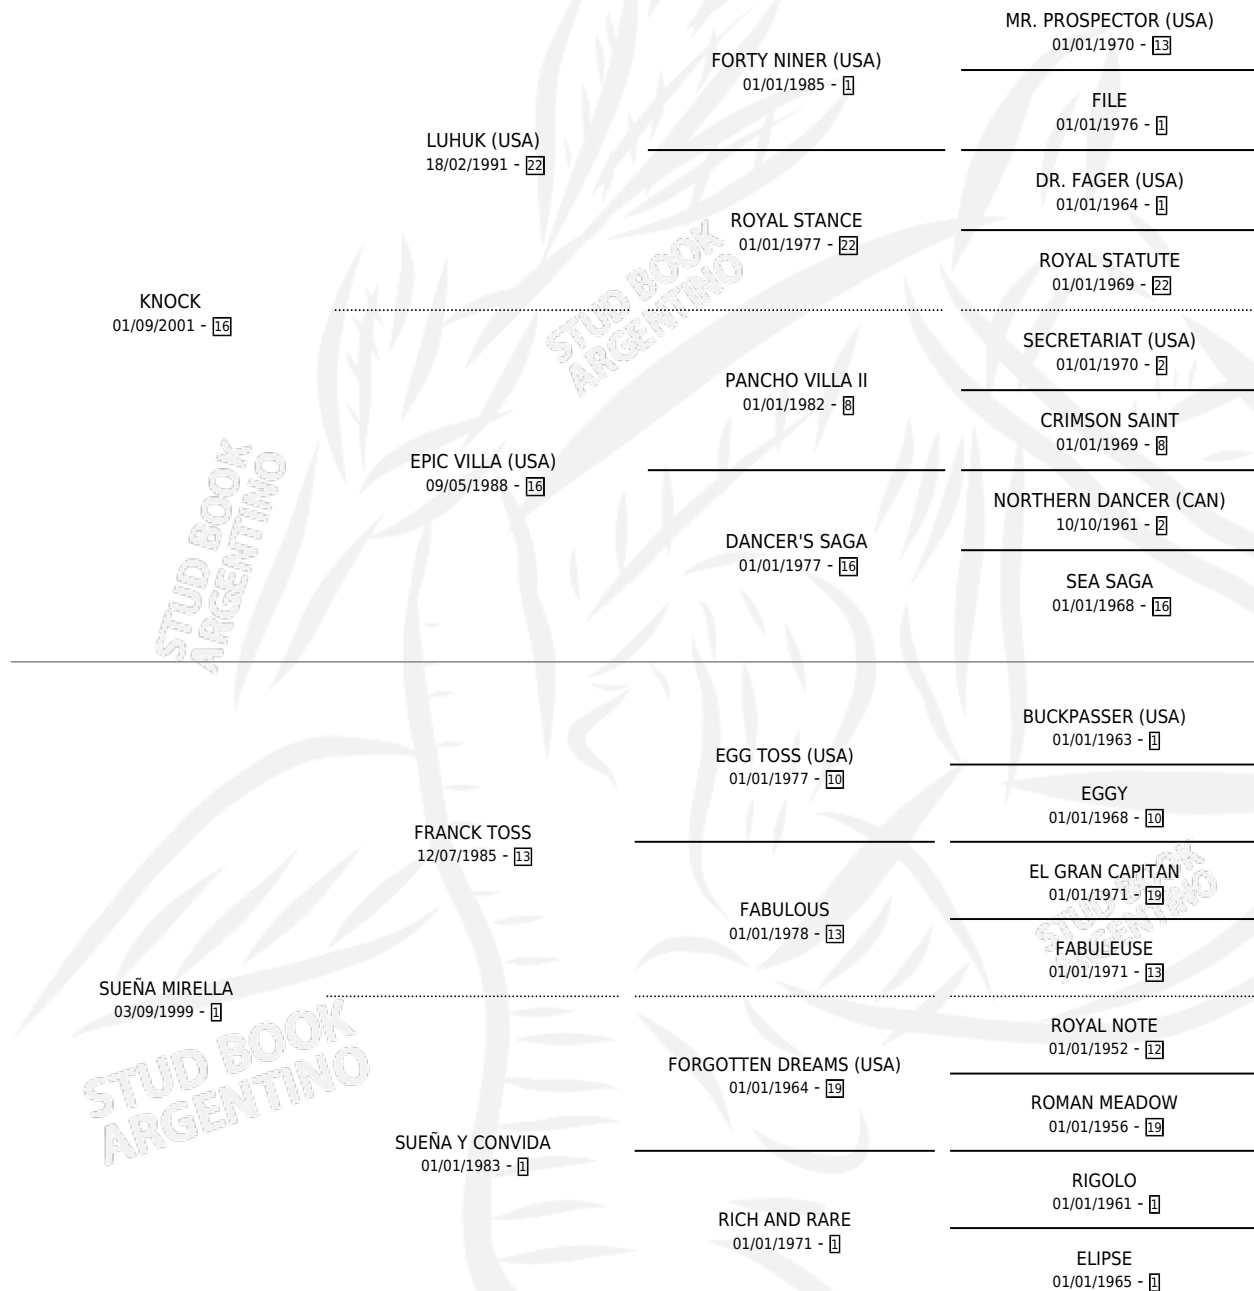 MR. PROSPECTOR (USA)
01/01/1970 - 13
FORTY NINER (USA)
01/01/1985 - 1
FILE
01/01/1976 - 1
LUHUK (USA)
18/02/1991 - 22
DR. FAGER (USA)
01/01/1964 - 1
ROYAL STANCE
01/01/1977 - 22
ROYAL STATUTE
01/01/1969 - 22
KNOCK
01/09/2001 - 16
SECRETARIAT (USA)
01/01/1970 - 2
PANCHO VILLA II
01/01/1982 - 8
CRIMSON SAINT
01/01/1969 - 8
EPIC VILLA (USA)
09/05/1988 - 16
NORTHERN DANCER (CAN)
10/10/1961 - 2
DANCER'S SAGA
01/01/1977 - 16
SEA SAGA
01/01/1968 - 16
BUCKPASSER (USA)
01/01/1963 - 1
EGG TOSS (USA)
01/01/1977 - 10
EGGY
01/01/1968 - 10
FRANCK TOSS
12/07/1985 - 13
EL GRAN CAPITAN
01/01/1971 - 19
FABULOUS
01/01/1978 - 13
FABULEUSE
01/01/1971 - 13
SUEÑA MIRELLA
03/09/1999 - 1
ROYAL NOTE
01/01/1952 - 12
FORGOTTEN DREAMS (USA)
01/01/1964 - 19
ROMAN MEADOW
01/01/1956 - 19
SUEÑA Y CONVIDA
01/01/1983 - 1
RIGOLO
01/01/1961 - 1
RICH AND RARE
01/01/1971 - 1
ELIPSE
01/01/1965 - 1
STUD BOOK
ARGENTINO
STUD BOOK
ARGENTINO
STUD BOOK
ARGENTINO
STUD BOOK
ARGENTINO